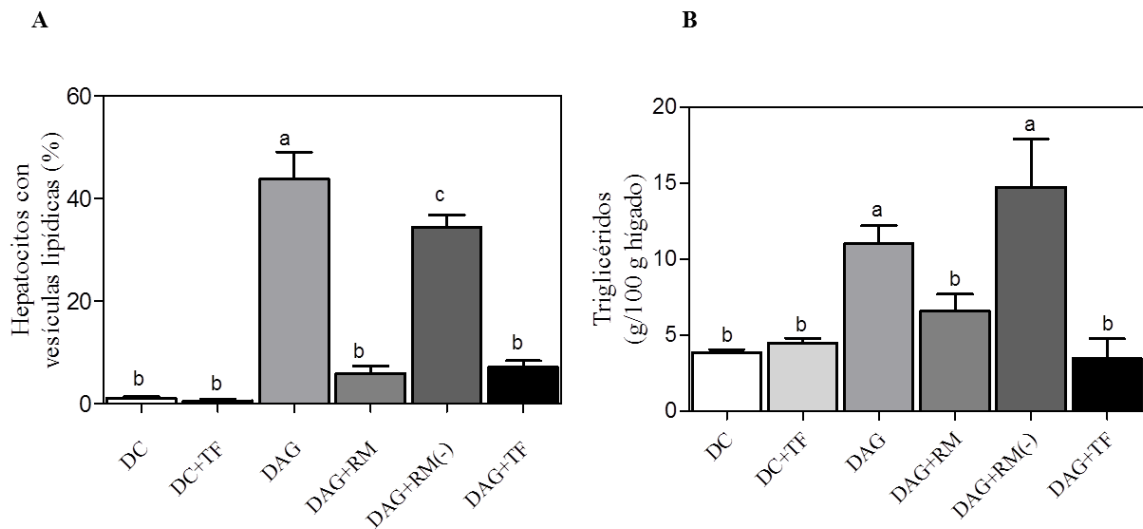 A
Hepatocitos con
vesículas lipídicas (%)
60
40
20
0
b
b
a
b
c
b
DC
DC+TF
DAG
DAG+RM
DAG+RM(-)
DAG+TF
B
Triglicéridos
(g/100 g hígado)
20
15
10
5
0
b
b
a
b
a
b
DC
DC+TF
DAG
DAG+RM
DAG+RM(-)
DAG+TF